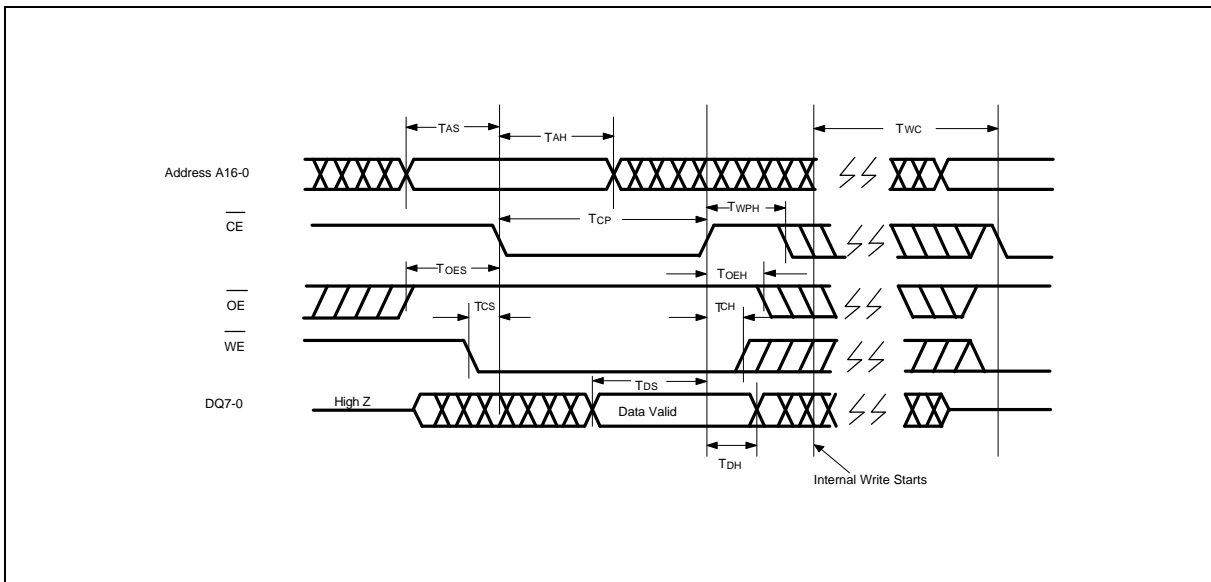 TAS
TAH
TWC
Address A16-0
TCP
TWPH
CE
TOES
TOEH
OE
TCS
TCH
WE
TDS
DQ7-0
High Z
Data Valid
TDH
Internal Write Starts